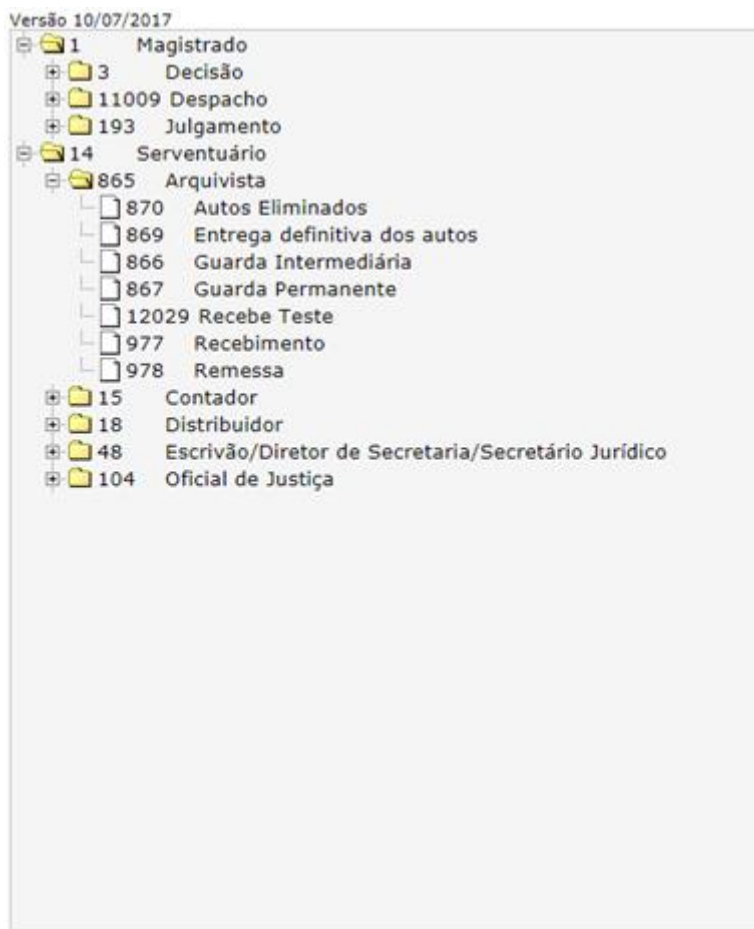 Versão 10/07/2017
1 Magistrado
3 Decisão
11009 Despacho
193 Julgamento
14 Serventuário
865 Arquivista
870 Autos Eliminados
869 Entrega definitiva dos autos
866 Guarda Intermediária
867 Guarda Permanente
12029 Recebe Teste
977 Recebimento
978 Remessa
15 Contador
18 Distribuidor
48 Escrivão/Diretor de Secretaria/Secretário Jurídico
104 Oficial de Justiça